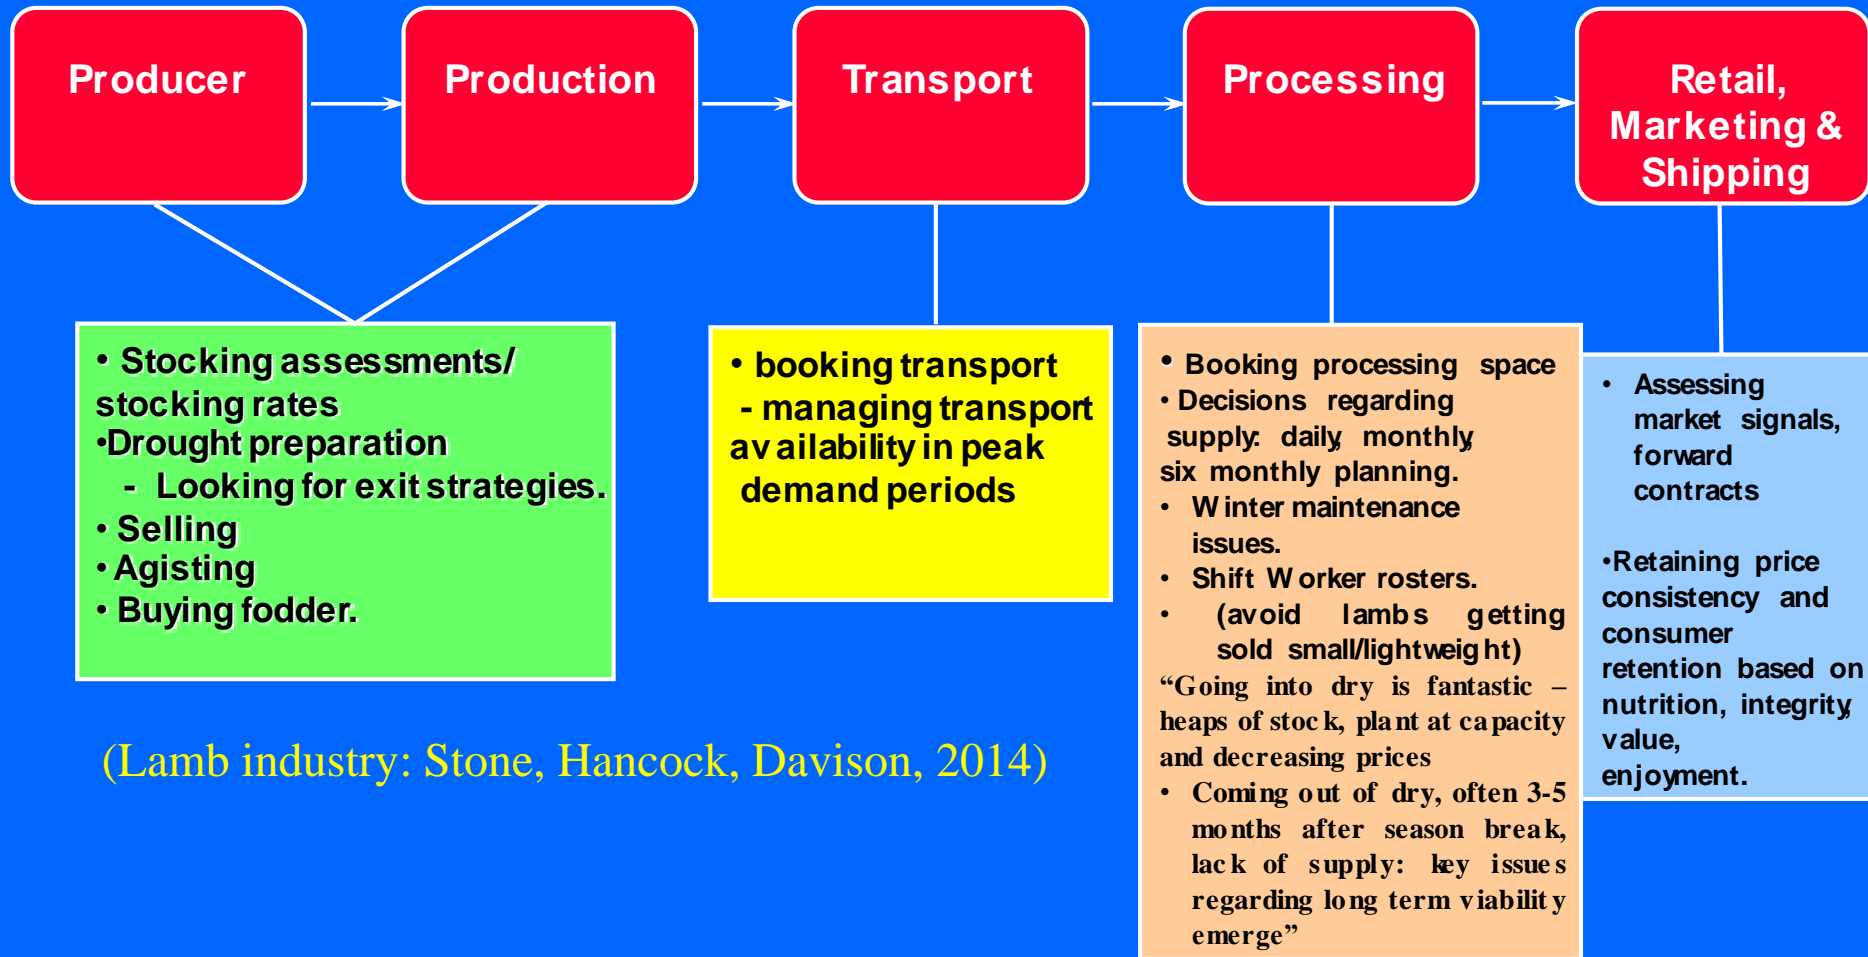 Producer
Production
Transport
Processing
Retail,
Marketing &
Shipping
• Stocking assessments/
stocking rates
•Drought preparation
- Looking for exit strategies.
• Selling
• Agisting
• Buying fodder.
• booking transport
- managing transport
availability in peak
demand periods
• Booking processing space
• Decisions regarding
supply: daily, monthly,
six monthly planning.
• Winter maintenance
issues.
• Shift Worker rosters.
• (avoid lambs getting
sold small/lightweight)
“Going into dry is fantastic –
heaps of stock, plant at capacity
and decreasing prices
• Coming out of dry, often 3-5
months after season break,
lack of supply: key issues
regarding long term viability
emerge”
• Assessing
market signals,
forward
contracts
•Retaining price
consistency and
consumer
retention based on
nutrition, integrity,
value,
enjoyment.
(Lamb industry: Stone, Hancock, Davison, 2014)